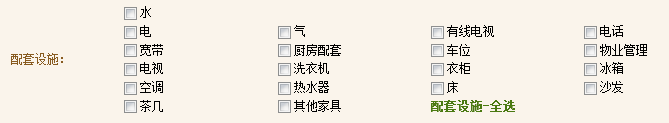 水
电 气 有线电视 电话
宽带 厨房配套 车位 物业管理
配套设施:
电视 洗衣机 衣柜 冰箱
空调 热水器 床 沙发
茶几 其他家具 配套设施-全选